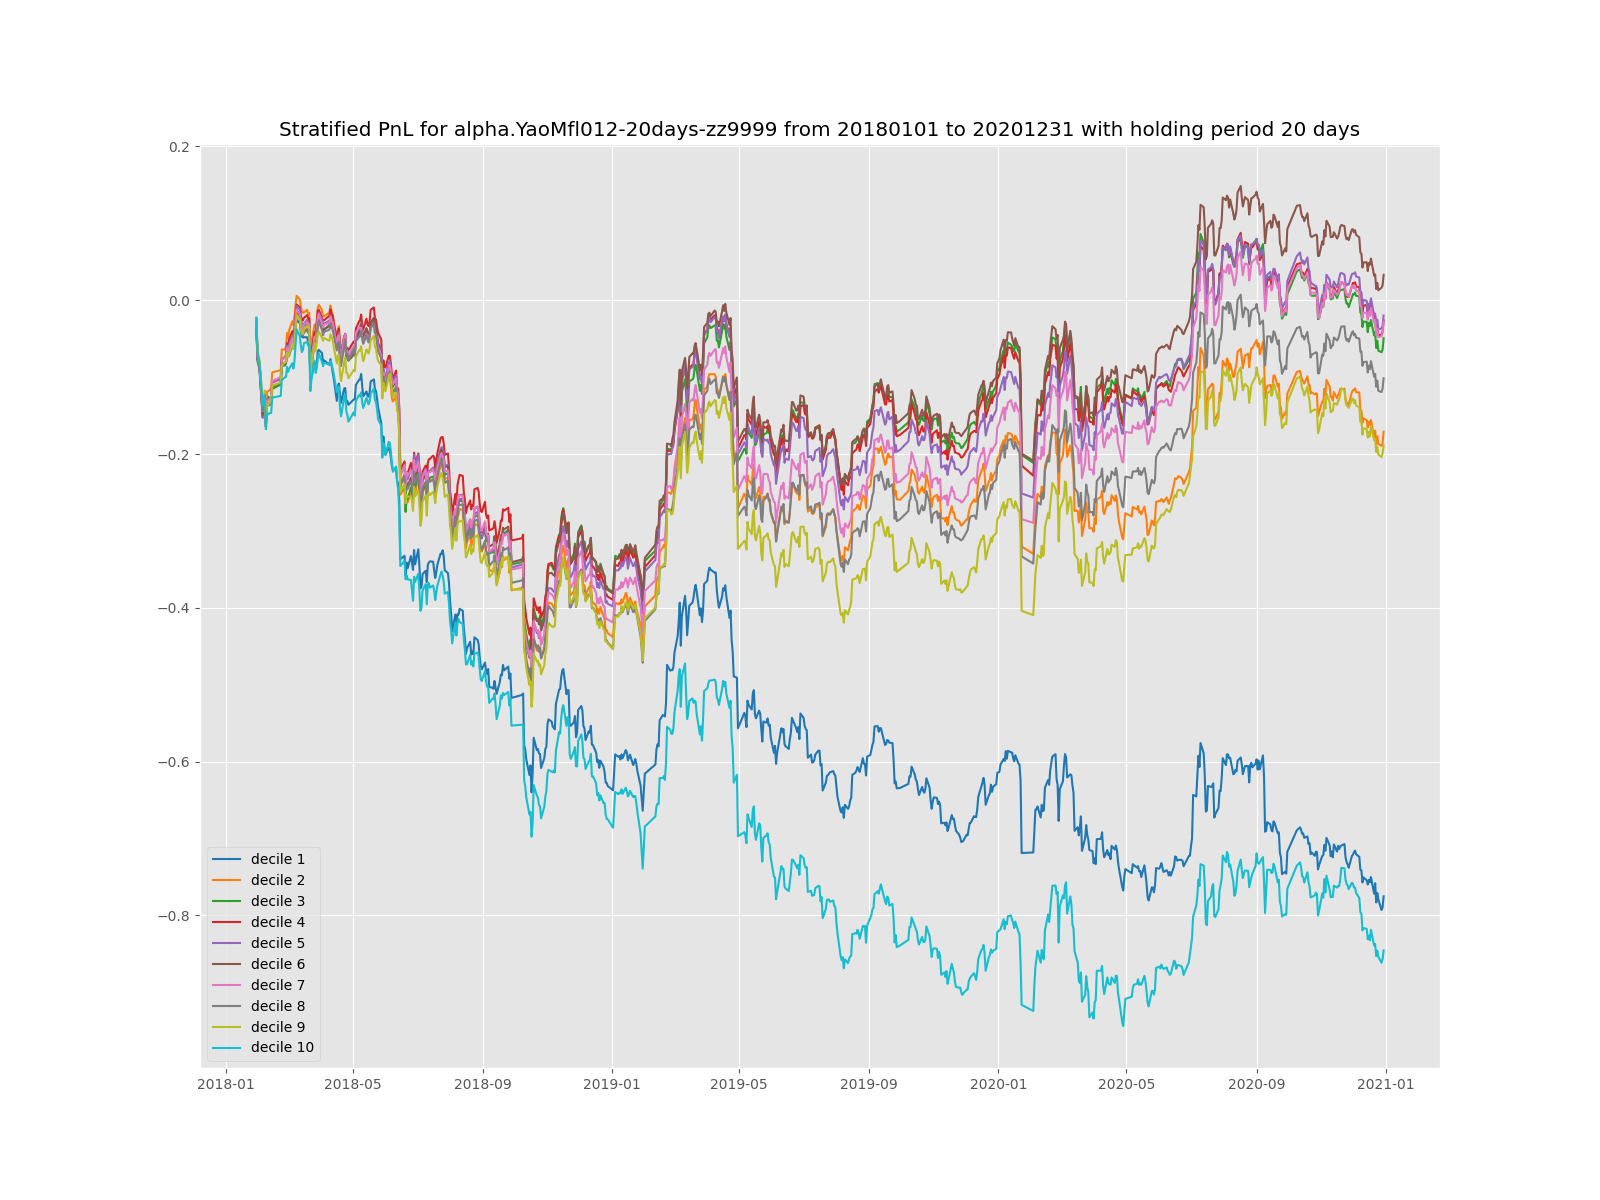 Stratified PnL for alpha.YaoMfl012-20days-zz9999 from 20180101 to 20201231 with holding period 20 days
0.2
0.0
−0.2
−0.4
−0.6
−0.8
decile 1
decile 2
decile 3
decile 4
decile 5
decile 6
decile 7
decile 8
decile 9
decile 10
2018-01 2018-05 2018-09 2019-01 2019-05 2019-09 2020-01 2020-05 2020-09 2021-01